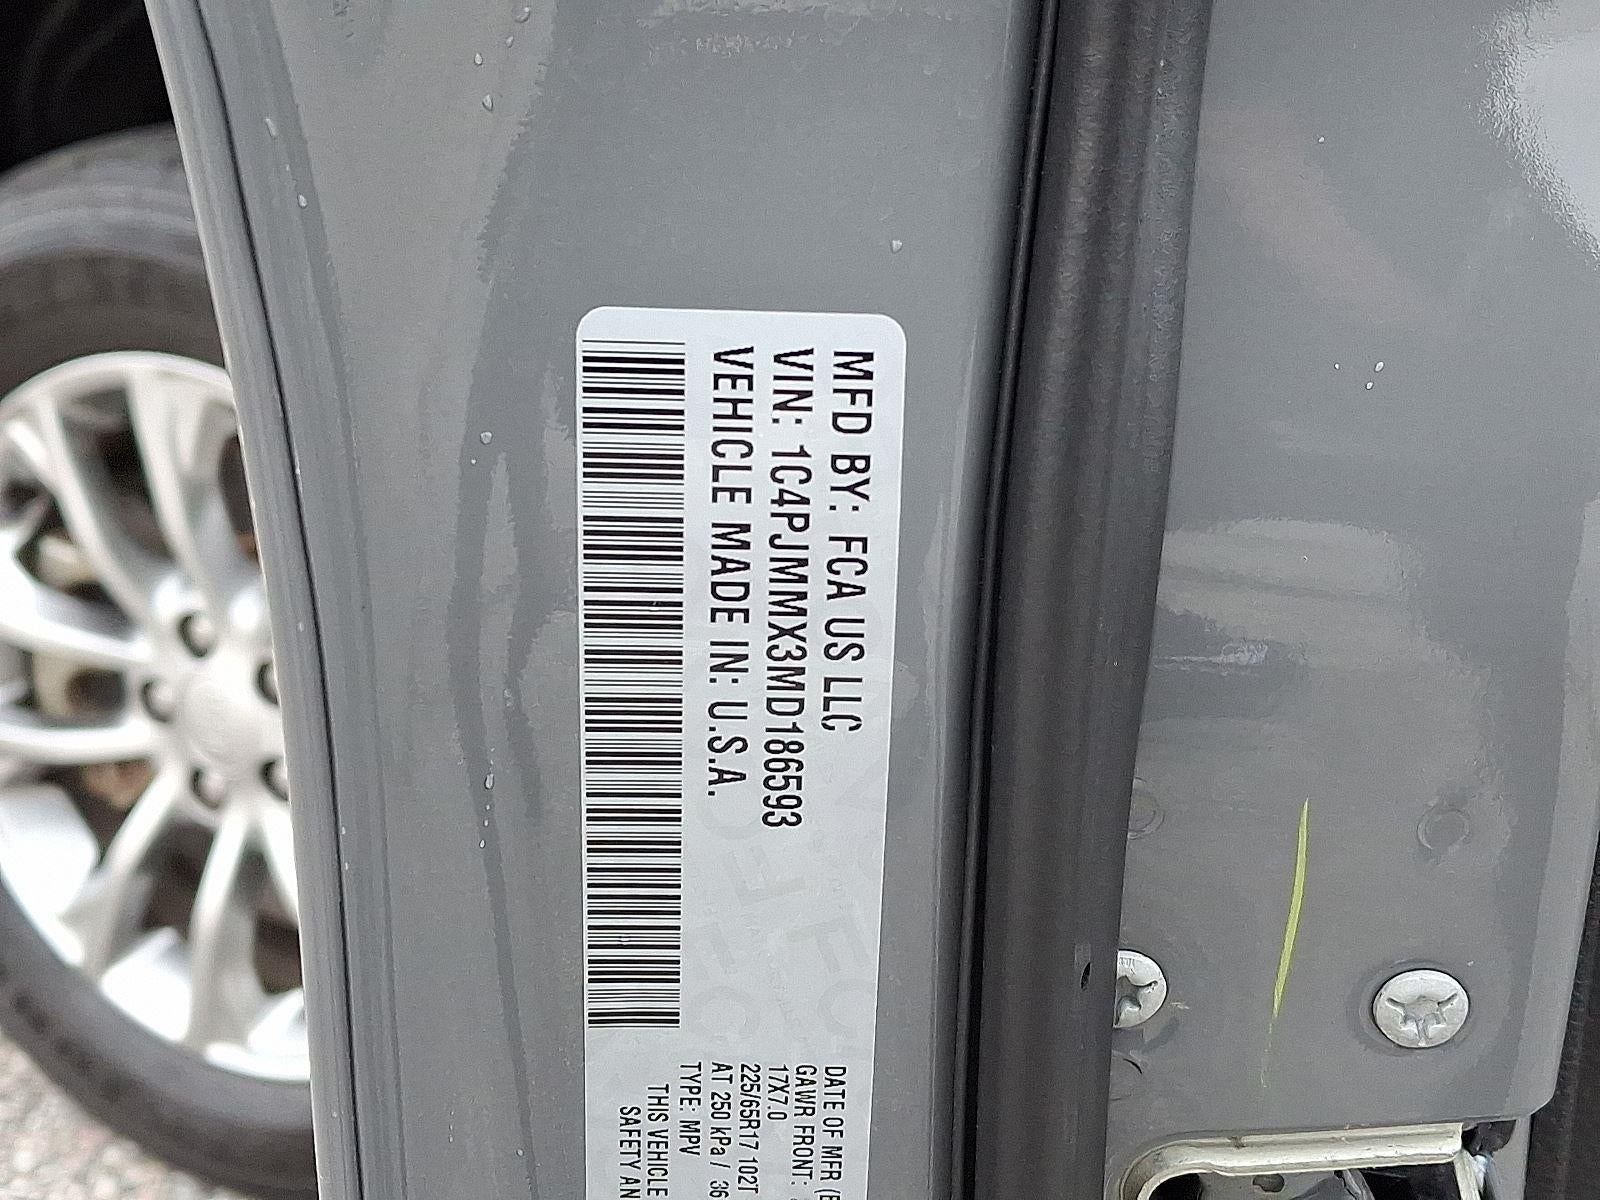 MFD BY: FCA US LLC
VIN: 1C4PJMMX3MD186593
VEHICLE MADE IN: U.S.A.
DATE OF MFR
GAWR FRONT:
17X7.0
225/65R17 102T
AT 250 kPa / 36
TYPE: MPV
THIS VEHICLE
SAFETY AN